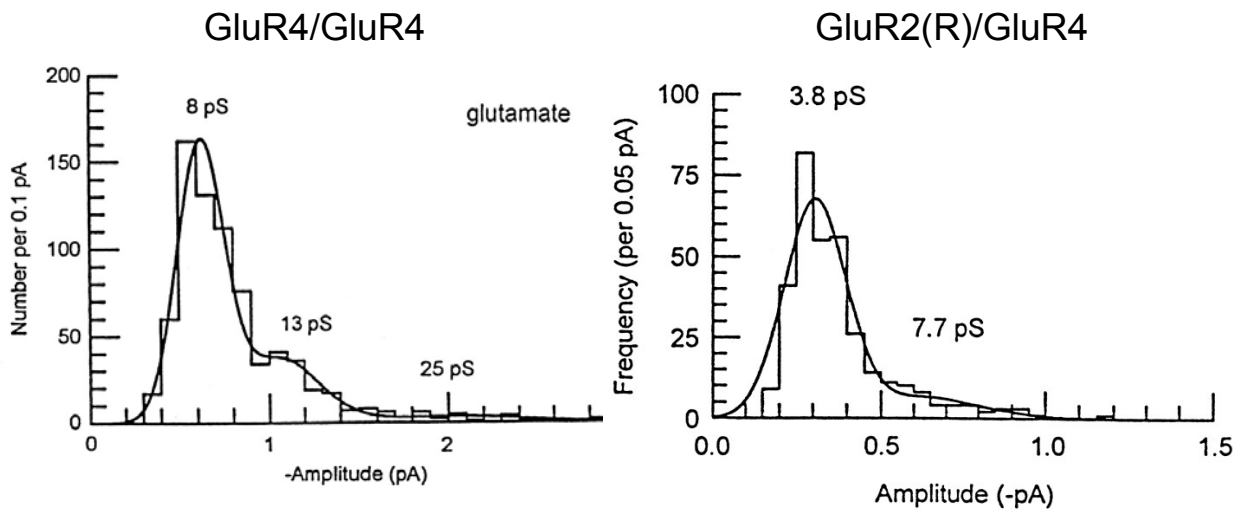 GluR4/GluR4
200
150
100
50
0
Number per 0.1 pA
8 pS
13 pS
25 pS
glutamate
0
1
2
-Amplitude (pA)
GluR2(R)/GluR4
100
75
50
25
0
Frequency (per 0.05 pA)
3.8 pS
7.7 pS
0.0
0.5
1.0
1.5
Amplitude (-pA)